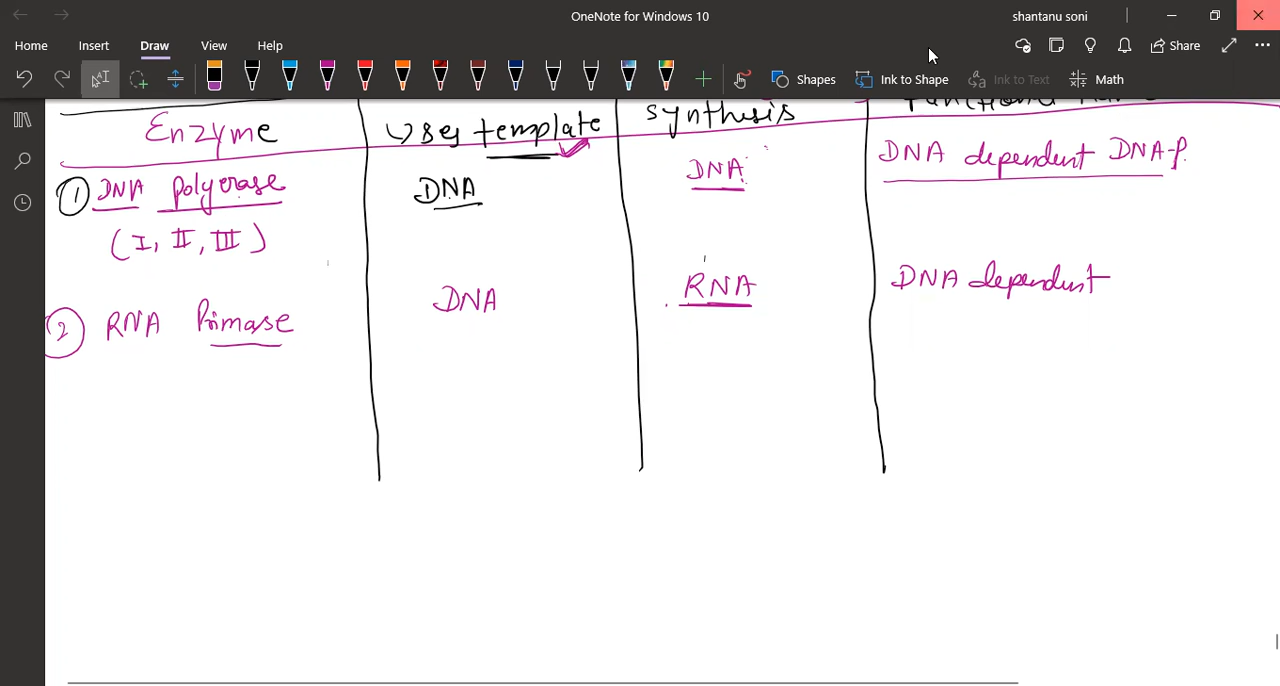 OneNote for Windows 10
shantanu soni
Home Insert Draw View Help
Share
Shapes
Ink to Shape
Ink to Text
Math
Enzyme
Uses template
synthesis
functional
① DNA polyerase
(I, II, III)
DNA
DNA
DNA dependent DNA-P.
② RNA Primase
DNA
RNA
DNA dependent